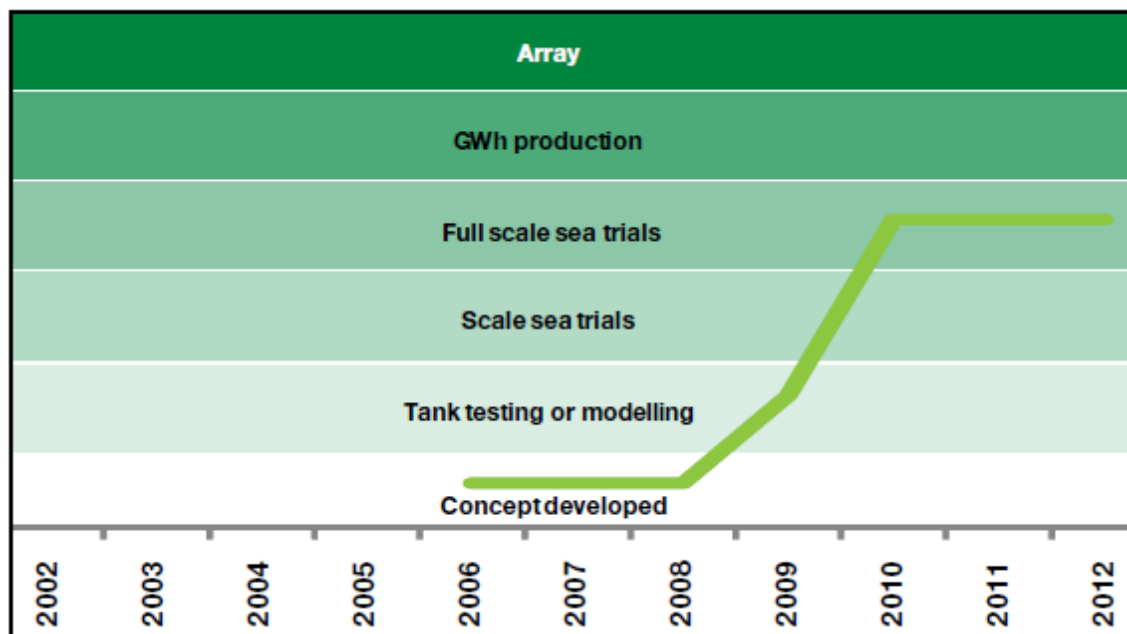 Array
GWh production
Full scale sea trials
Scale sea trials
Tank testing or modelling
Concept developed
2002
2003
2004
2005
2006
2007
2008
2009
2010
2011
2012